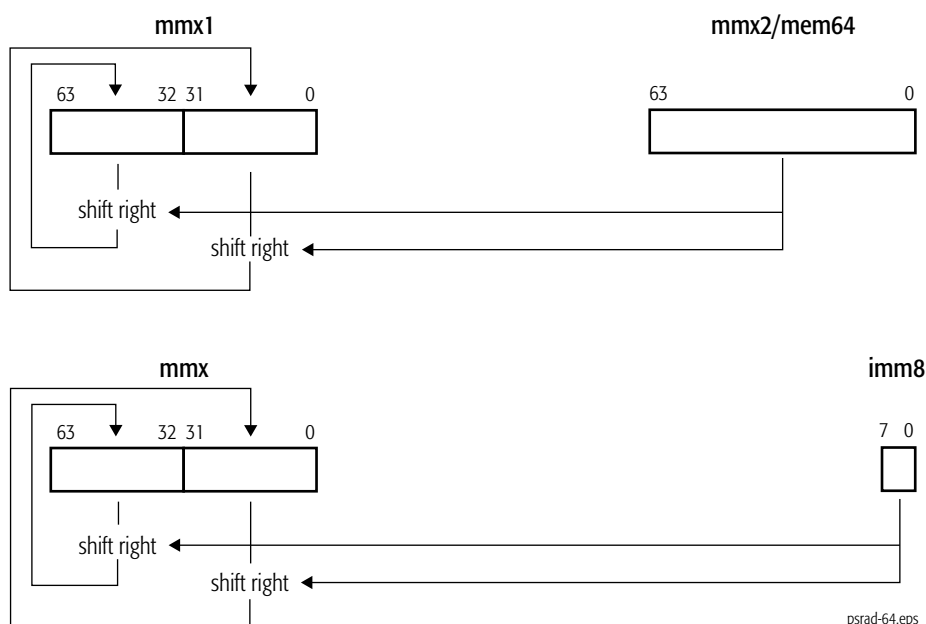 mmx1 mmx2/mem64
63 32 31 0 63 0
shift right
shift right
mmx imm8
63 32 31 0 7 0
shift right
shift right
psrad-64.eps